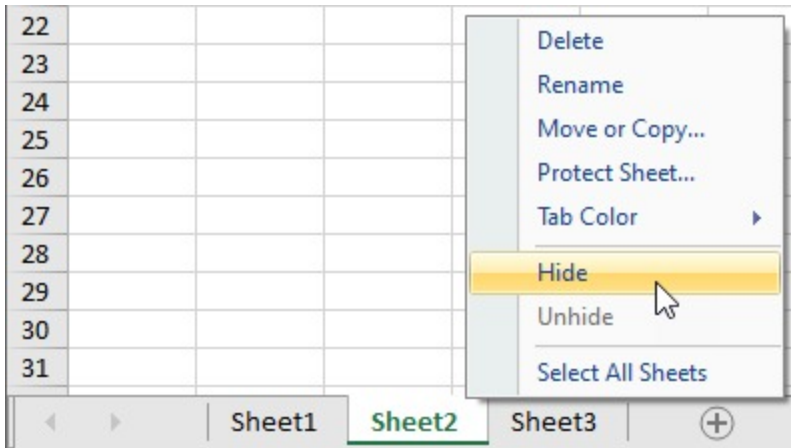 22
23
24
25
26
27
28
29
30
31
Delete
Rename
Move or Copy...
Protect Sheet...
Tab Color
Hide
Unhide
Select All Sheets
Sheet1 Sheet2 Sheet3